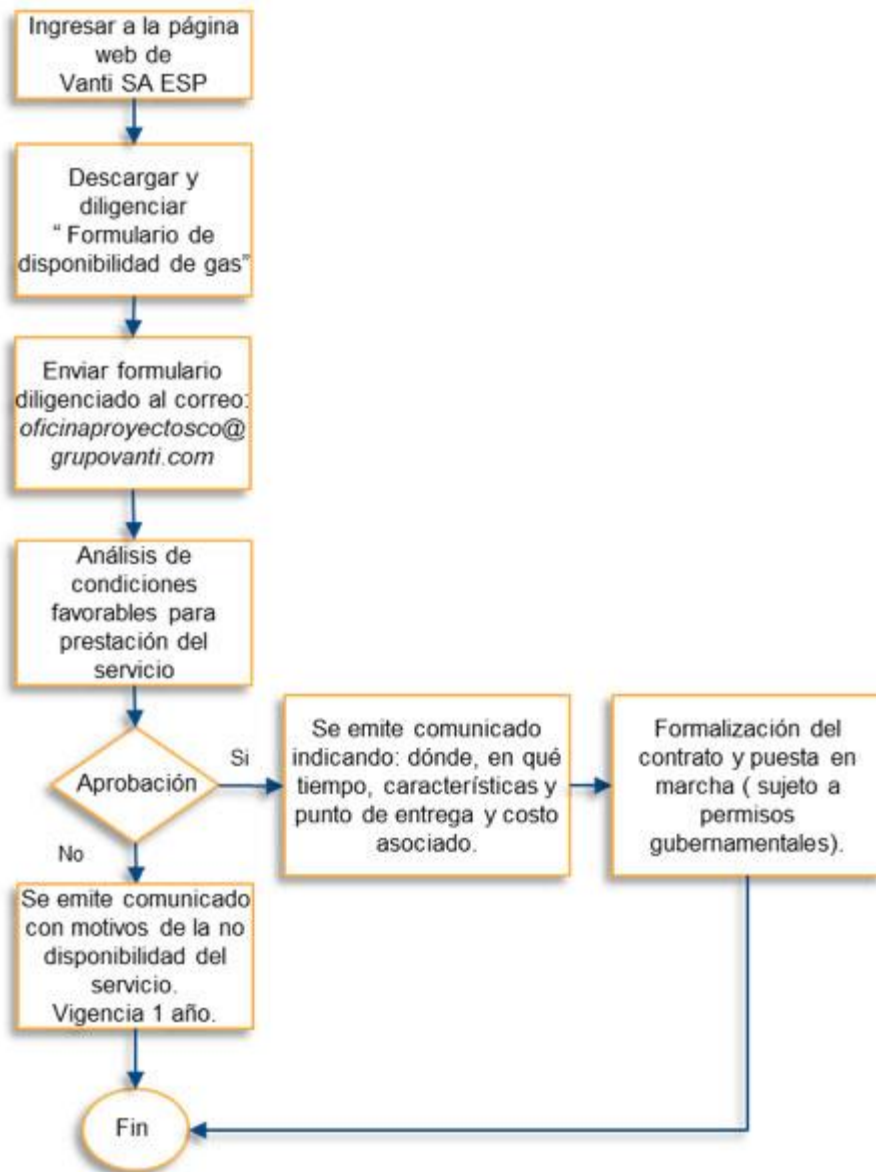 Ingresar a la página
web de
Vanti SA ESP
Descargar y
diligenciar
“ Formulario de
disponibilidad de gas”
Enviar formulario
diligenciado al correo:
oficinaproyectosco@
grupovanti.com
Análisis de
condiciones
favorables para
prestación del
servicio
Aprobación
Si
Se emite comunicado
indicando: dónde, en qué
tiempo, características y
punto de entrega y costo
asociado.
Formalización del
contrato y puesta en
marcha ( sujeto a
permisos
gubernamentales).
No
Se emite comunicado
con motivos de la no
disponibilidad del
servicio.
Vigencia 1 año.
Fin